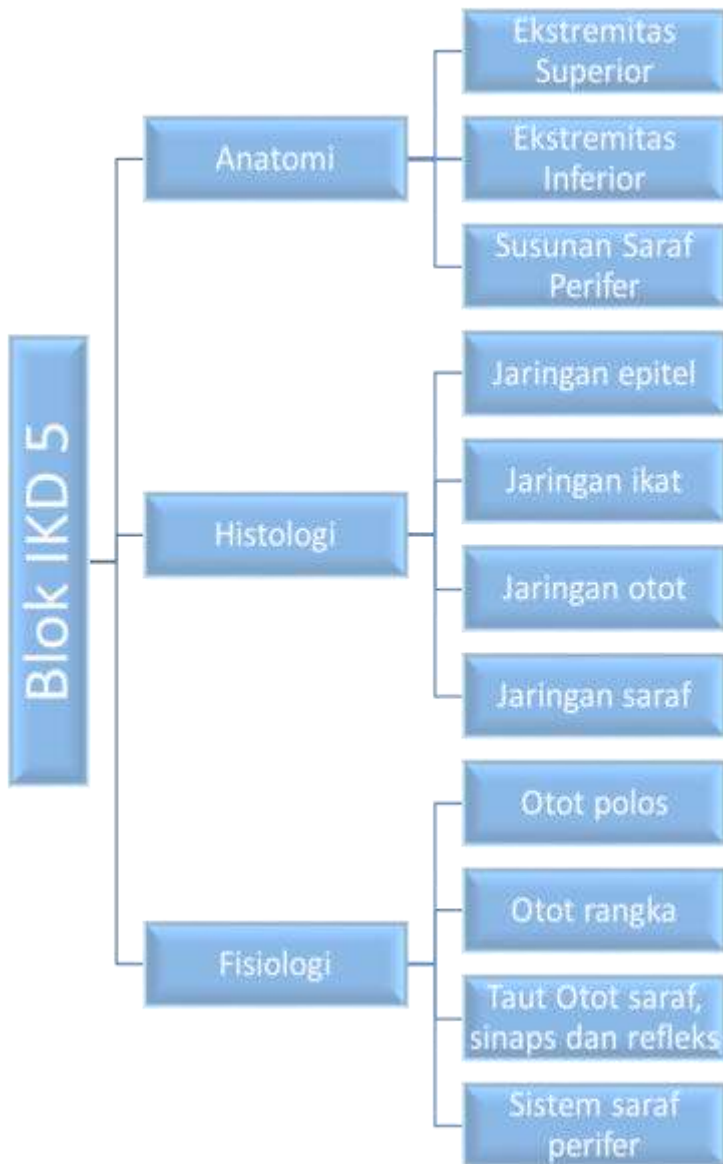 Blok IKD 5
Anatomi
Ekstremitas
Superior
Ekstremitas
Inferior
Susunan Saraf
Perifer
Histologi
Jaringan epitel
Jaringan ikat
Jaringan otot
Jaringan saraf
Fisiologi
Otot polos
Otot rangka
Taut Otot saraf,
sinaps dan refleks
Sistem saraf
perifer